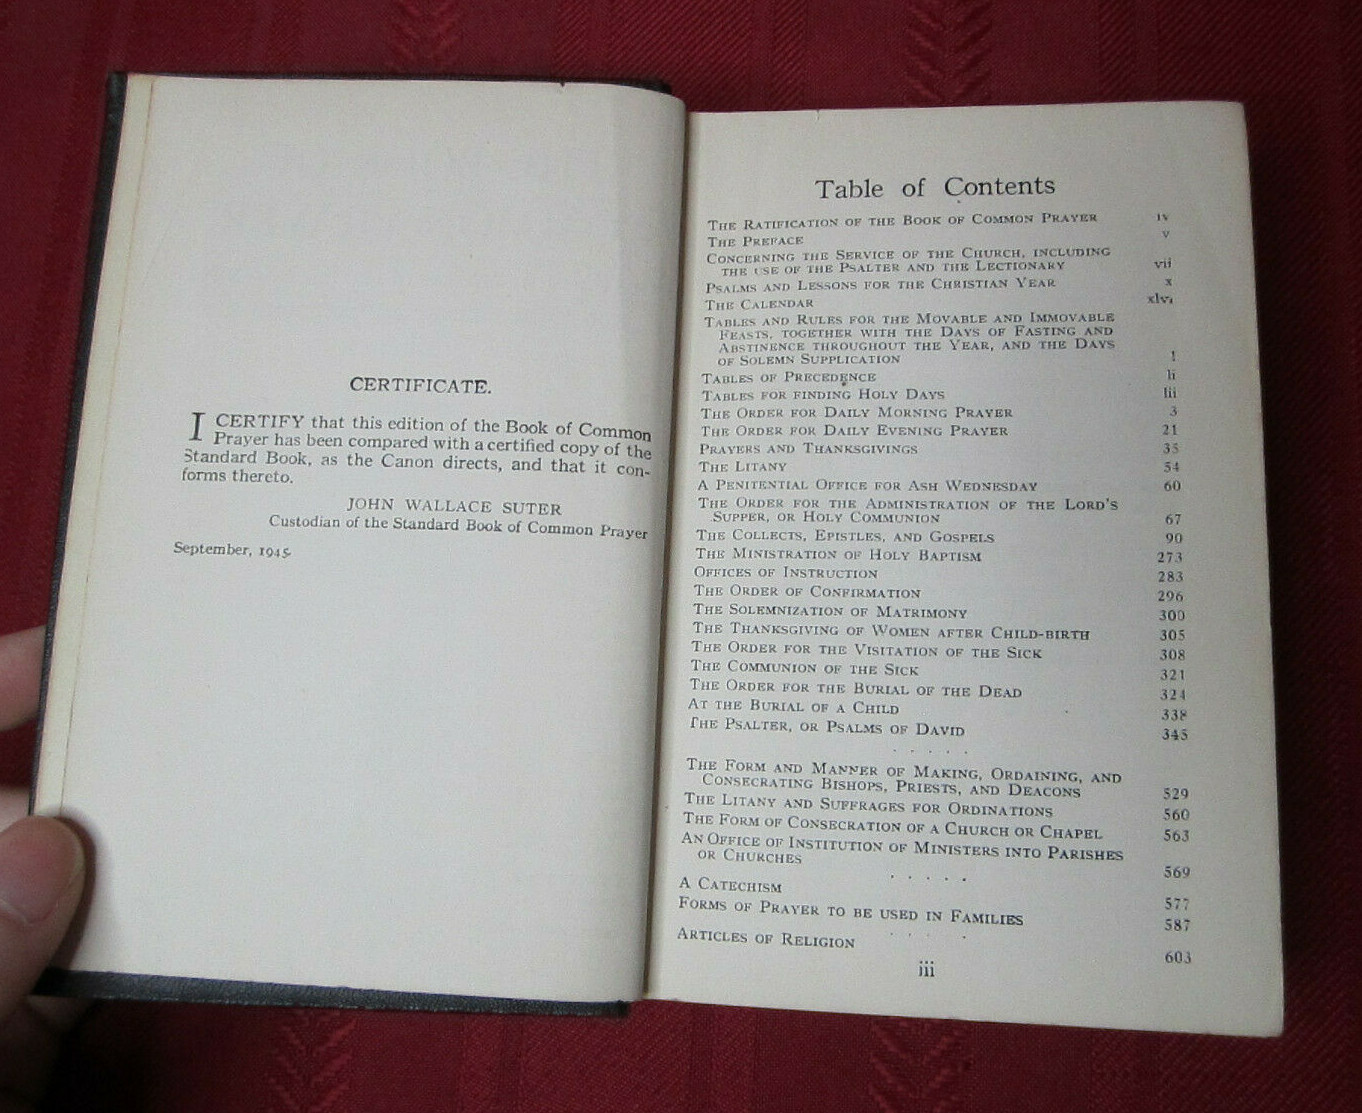 CERTIFICATE.
I CERTIFY that this edition of the Book of Common
Prayer has been compared with a certified copy of the
Standard Book, as the Canon directs, and that it con-
forms thereto.
JOHN WALLACE SUTER
Custodian of the Standard Book of Common Prayer
September, 1945
Table of Contents
THE RATIFICATION OF THE BOOK OF COMMON PRAYER iv
THE PREFACE v
CONCERNING THE SERVICE OF THE CHURCH, INCLUDING
THE USE OF THE PSALTER AND THE LECTIONARY vii
PSALMS AND LESSONS FOR THE CHRISTIAN YEAR x
THE CALENDAR xlvi
TABLES AND RULES FOR THE MOVABLE AND IMMOVABLE
FEASTS, TOGETHER WITH THE DAYS OF FASTING AND
ABSTINENCE THROUGHOUT THE YEAR, AND THE DAYS
OF SOLEMN SUPPLICATION l
TABLES OF PRECEDENCE li
TABLES FOR FINDING HOLY DAYS lii
THE ORDER FOR DAILY MORNING PRAYER 3
THE ORDER FOR DAILY EVENING PRAYER 21
PRAYERS AND THANKSGIVINGS 35
THE LITANY 54
A PENITENTIAL OFFICE FOR ASH WEDNESDAY 60
THE ORDER FOR THE ADMINISTRATION OF THE LORD'S
SUPPER, OR HOLY COMMUNION 67
THE COLLECTS, EPISTLES, AND GOSPELS 90
THE MINISTRATION OF HOLY BAPTISM 273
OFFICES OF INSTRUCTION 283
THE ORDER OF CONFIRMATION 296
THE SOLEMNIZATION OF MATRIMONY 300
THE THANKSGIVING OF WOMEN AFTER CHILD-BIRTH 305
THE ORDER FOR THE VISITATION OF THE SICK 308
THE COMMUNION OF THE SICK 321
THE ORDER FOR THE BURIAL OF THE DEAD 324
AT THE BURIAL OF A CHILD 338
THE PSALTER, OR PSALMS OF DAVID 345
. . . . .
THE FORM AND MANNER OF MAKING, ORDAINING, AND
CONSECRATING BISHOPS, PRIESTS, AND DEACONS 529
THE LITANY AND SUFFRAGES FOR ORDINATIONS 560
THE FORM OF CONSECRATION OF A CHURCH OR CHAPEL 563
AN OFFICE OF INSTITUTION OF MINISTERS INTO PARISHES
OR CHURCHES 569
. . . . .
A CATECHISM 577
FORMS OF PRAYER TO BE USED IN FAMILIES 587
. . . . .
ARTICLES OF RELIGION 603
iii